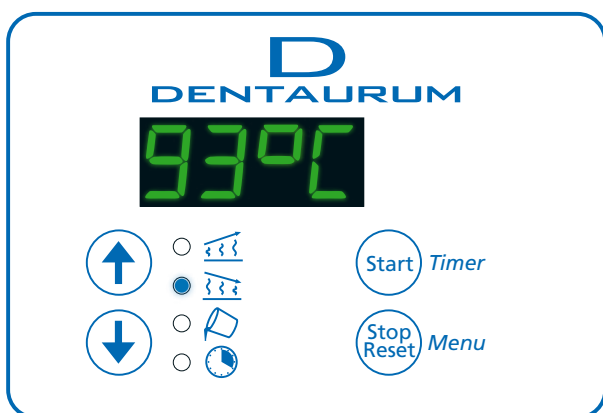 D
DENTAURUM
93°C
Start Timer
Stop
Reset Menu